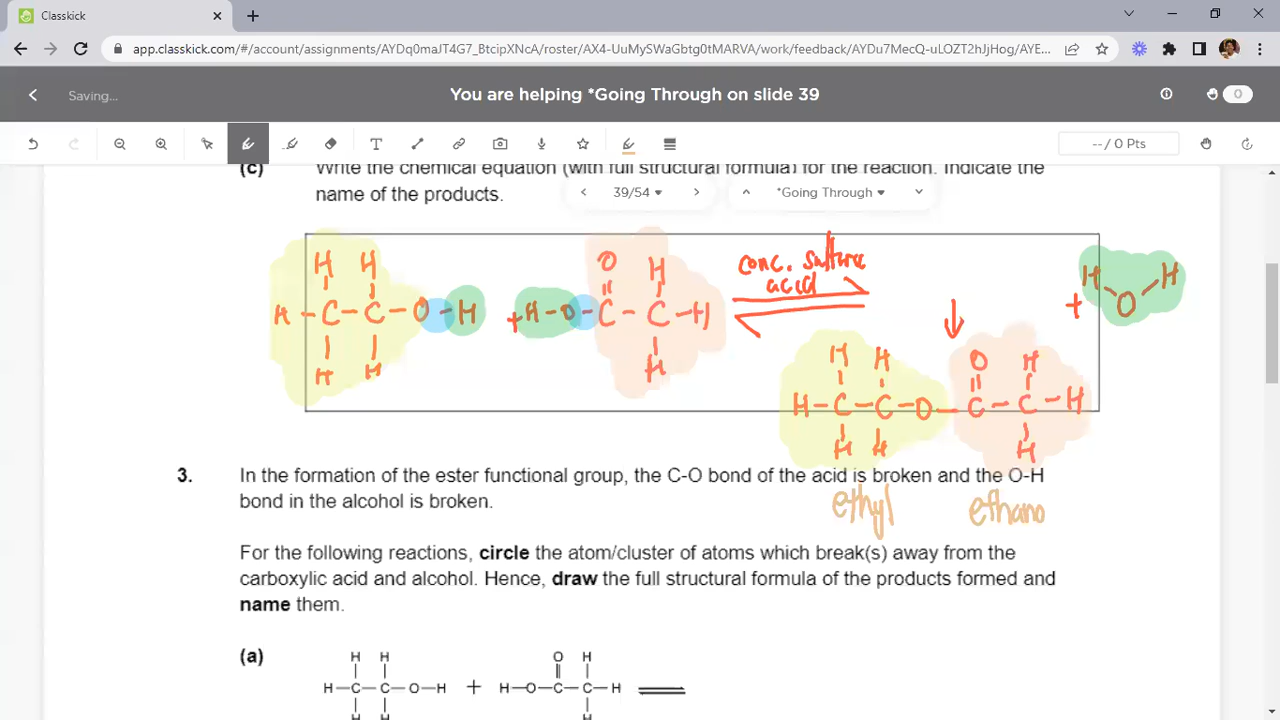 Classkick
app.classkick.com/#/account/assignments/AYDq0maJT4G7_BtcipXNcA/roster/AX4-UuMySWaGbtg0tMARVA/work/feedback/AYDu7MecQ-uLOZT2hJjHog/AYE...
Saving...
You are helping *Going Through on slide 39
0
T
-- / 0 Pts
(c) Write the chemical equation (with full structural formula) for the reaction. Indicate the
39/54
*Going Through
name of the products.
H H O H conc. sulfuric acid H H
H - C - C - O - H + H - O - C - C - H + O
H H H
H H O H
H - C - C - O - C - C - H
H H H
3. In the formation of the ester functional group, the C-O bond of the acid is broken and the O-H
bond in the alcohol is broken.
ethyl ethano
For the following reactions, circle the atom/cluster of atoms which break(s) away from the
carboxylic acid and alcohol. Hence, draw the full structural formula of the products formed and
name them.
(a)
H H O H
H—C—C—O—H + H—O—C—C—H
H H H